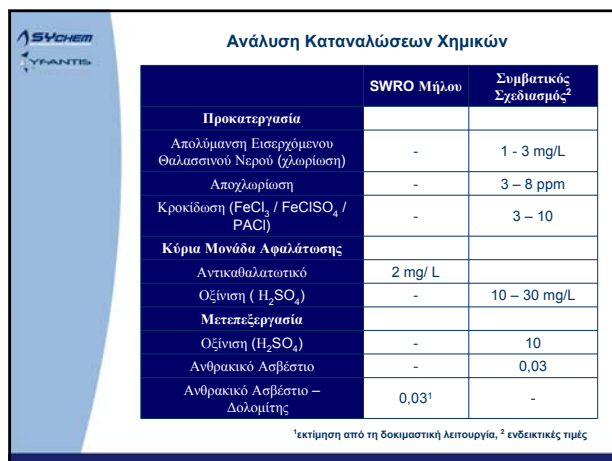 SYCHEM
YFANTIS
Ανάλυση Καταναλώσεων Χημικών
SWRO Μήλου
Συμβατικός
Σχεδιασμός²
Προκατεργασία
Απολύμανση Εισερχόμενου
Θαλασσινού Νερού (χλωρίωση)
-
1 - 3 mg/L
Αποχλωρίωση
-
3 – 8 ppm
Κροκίδωση (FeCl₃ / FeClSO₄ /
PACl)
-
3 – 10
Κύρια Μονάδα Αφαλάτωσης
Αντικαθαλατωτικό
2 mg/ L
Οξίνιση ( H₂SO₄)
-
10 – 30 mg/L
Μετεπεξεργασία
Οξίνιση (H₂SO₄)
-
10
Ανθρακικό Ασβέστιο
-
0,03
Ανθρακικό Ασβέστιο –
Δολομίτης
0,03¹
-
¹εκτίμηση από τη δοκιμαστική λειτουργία, ² ενδεικτικές τιμές